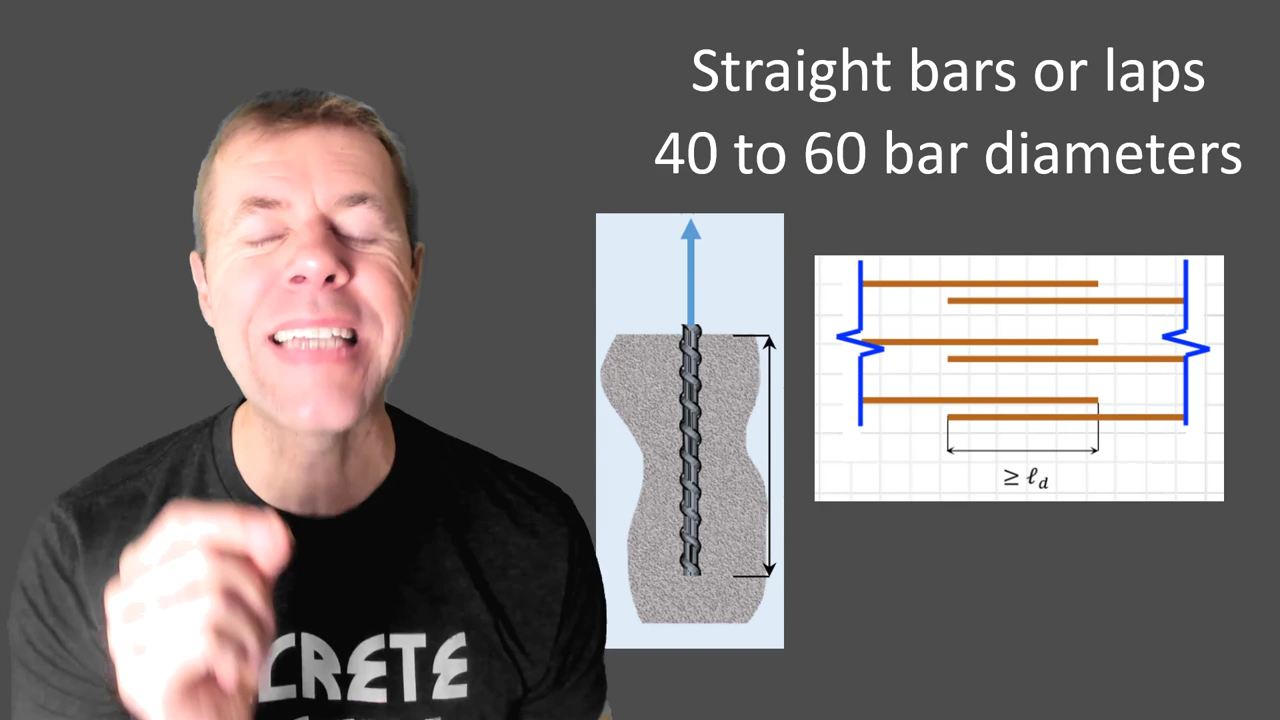 Straight bars or laps
40 to 60 bar diameters
≥ ℓd
CRETE